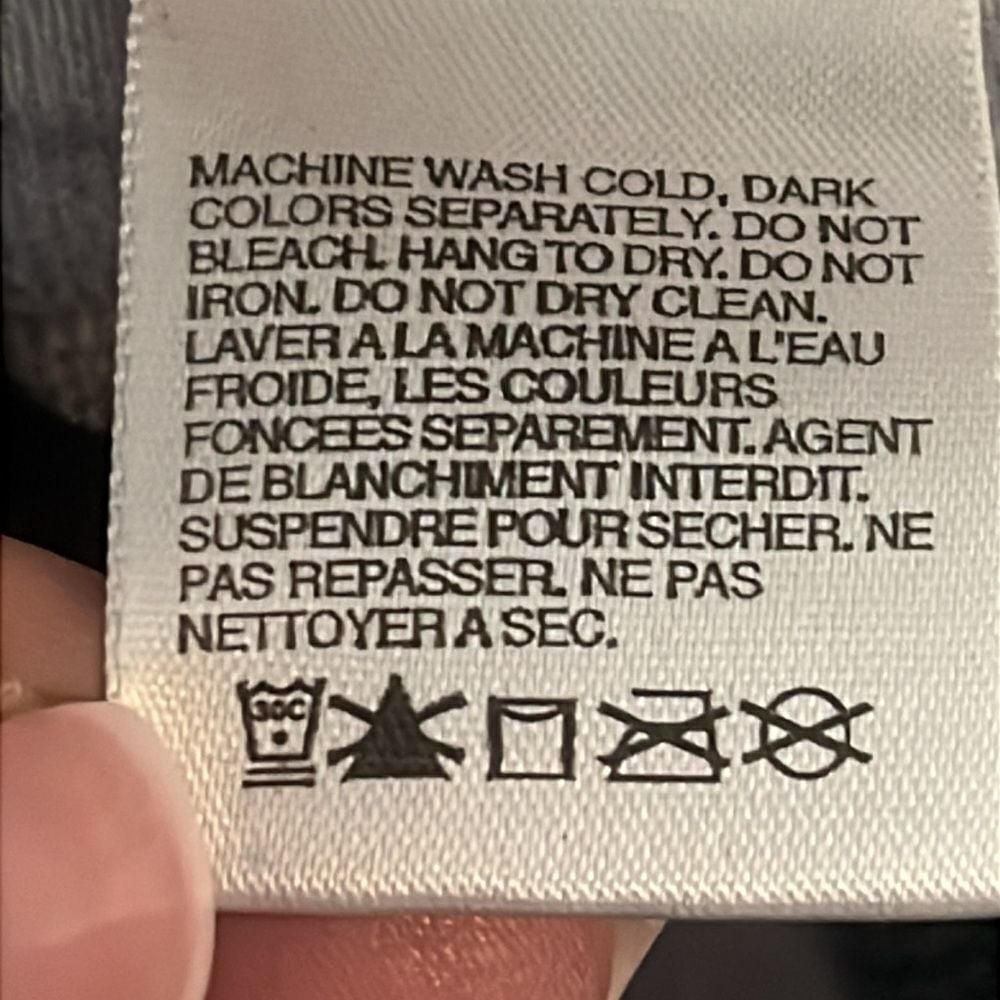 MACHINE WASH COLD, DARK
COLORS SEPARATELY. DO NOT
BLEACH. HANG TO DRY. DO NOT
IRON. DO NOT DRY CLEAN.
LAVER A LA MACHINE A L'EAU
FROIDE, LES COULEURS
FONCEES SEPAREMENT. AGENT
DE BLANCHIMENT INTERDIT.
SUSPENDRE POUR SECHER. NE
PAS REPASSER. NE PAS
NETTOYER A SEC.
30C